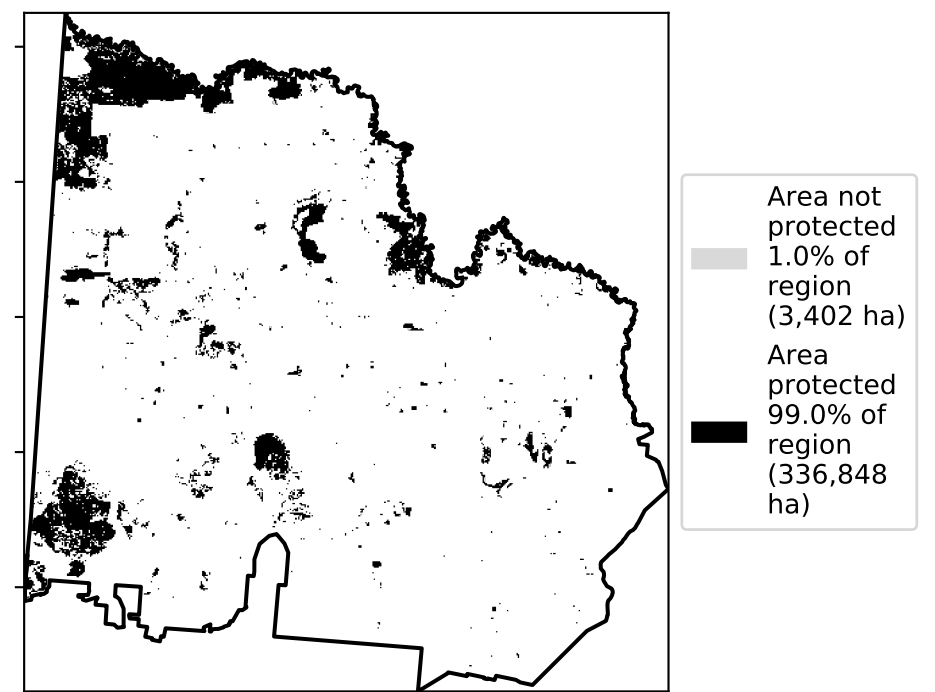 Area not
protected
1.0% of
region
(3,402 ha)
Area
protected
99.0% of
region
(336,848
ha)